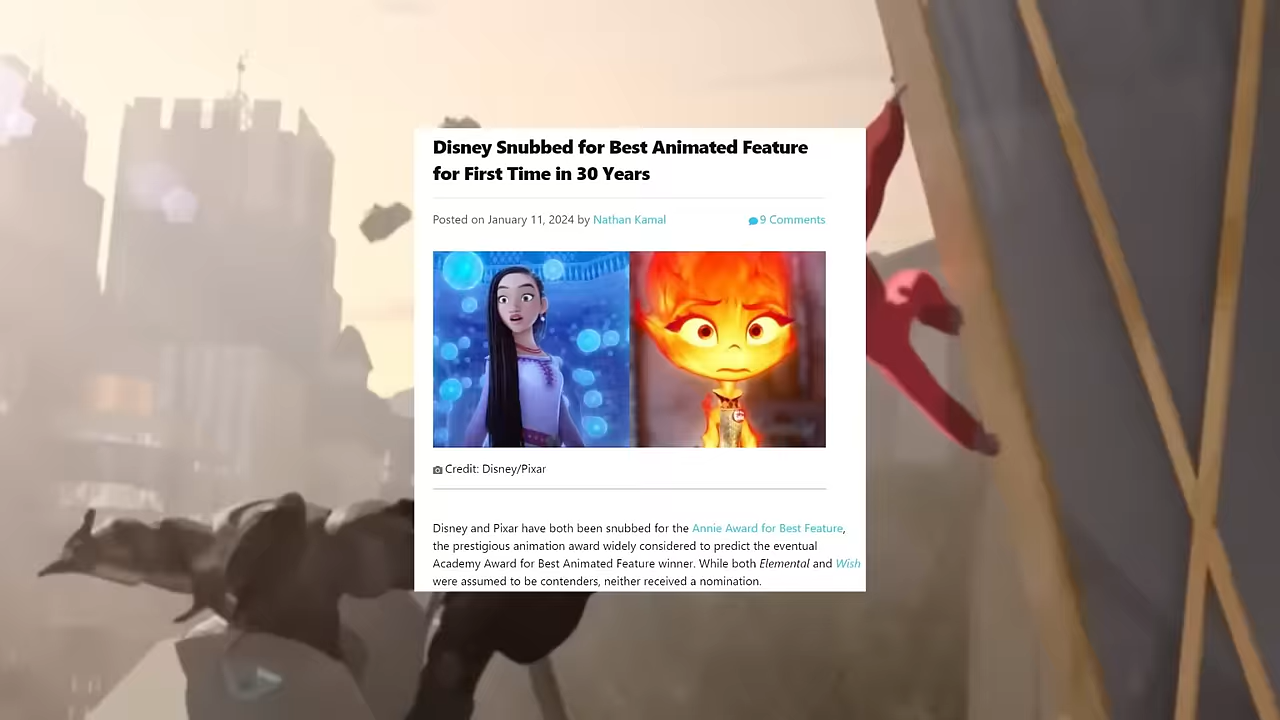 Disney Snubbed for Best Animated Feature
for First Time in 30 Years
Posted on January 11, 2024 by Nathan Kamal
9 Comments
Credit: Disney/Pixar
Disney and Pixar have both been snubbed for the Annie Award for Best Feature,
the prestigious animation award widely considered to predict the eventual
Academy Award for Best Animated Feature winner. While both Elemental and Wish
were assumed to be contenders, neither received a nomination.